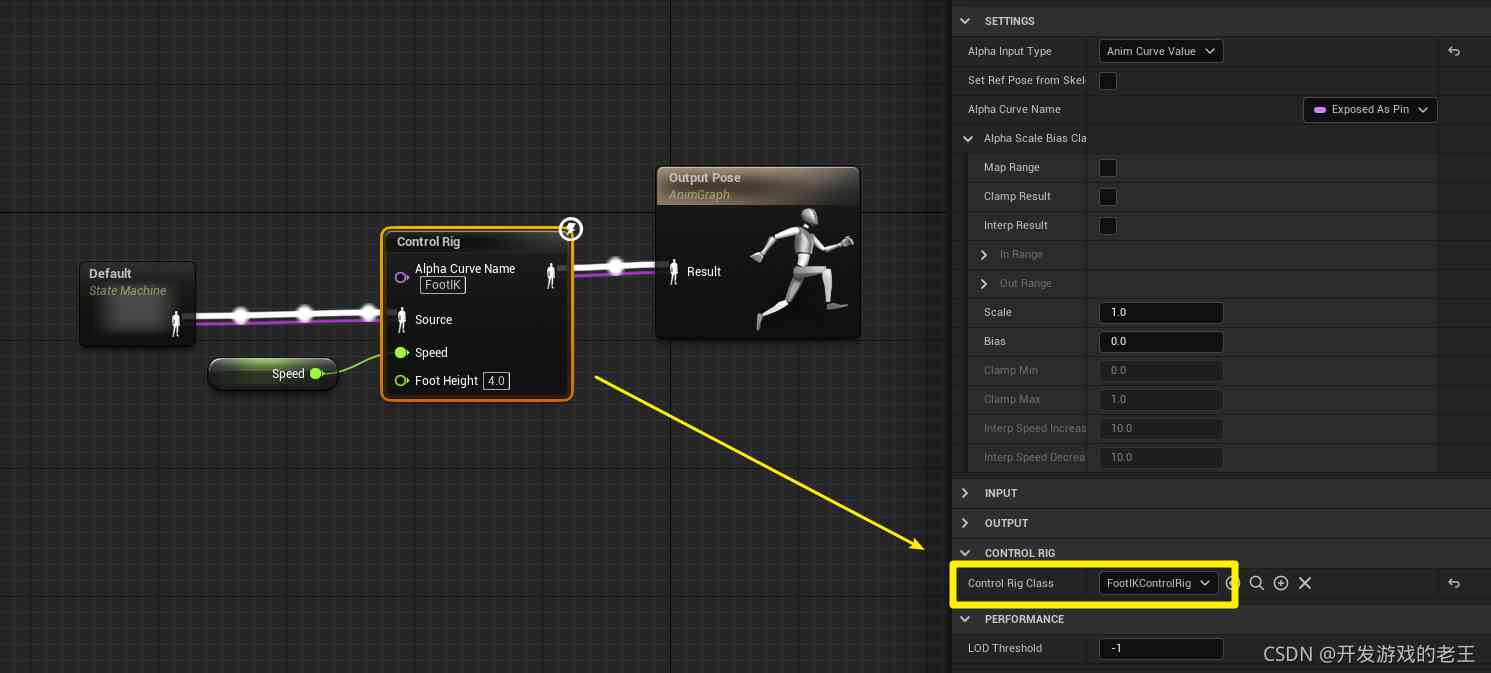 Default
State Machine
Speed
Control Rig
Alpha Curve Name
FootIK
Source
Speed
Foot Height 4.0
Output Pose
AnimGraph
Result
SETTINGS
Alpha Input Type Anim Curve Value
Set Ref Pose from Skel
Alpha Curve Name Exposed As Pin
Alpha Scale Bias Cla
Map Range
Clamp Result
Interp Result
In Range
Out Range
Scale 1.0
Bias 0.0
Clamp Min 0.0
Clamp Max 1.0
Interp Speed Increas 10.0
Interp Speed Decrea 10.0
INPUT
OUTPUT
CONTROL RIG
Control Rig Class FootIKControlRig
PERFORMANCE
LOD Threshold -1
CSDN @开发游戏的老王